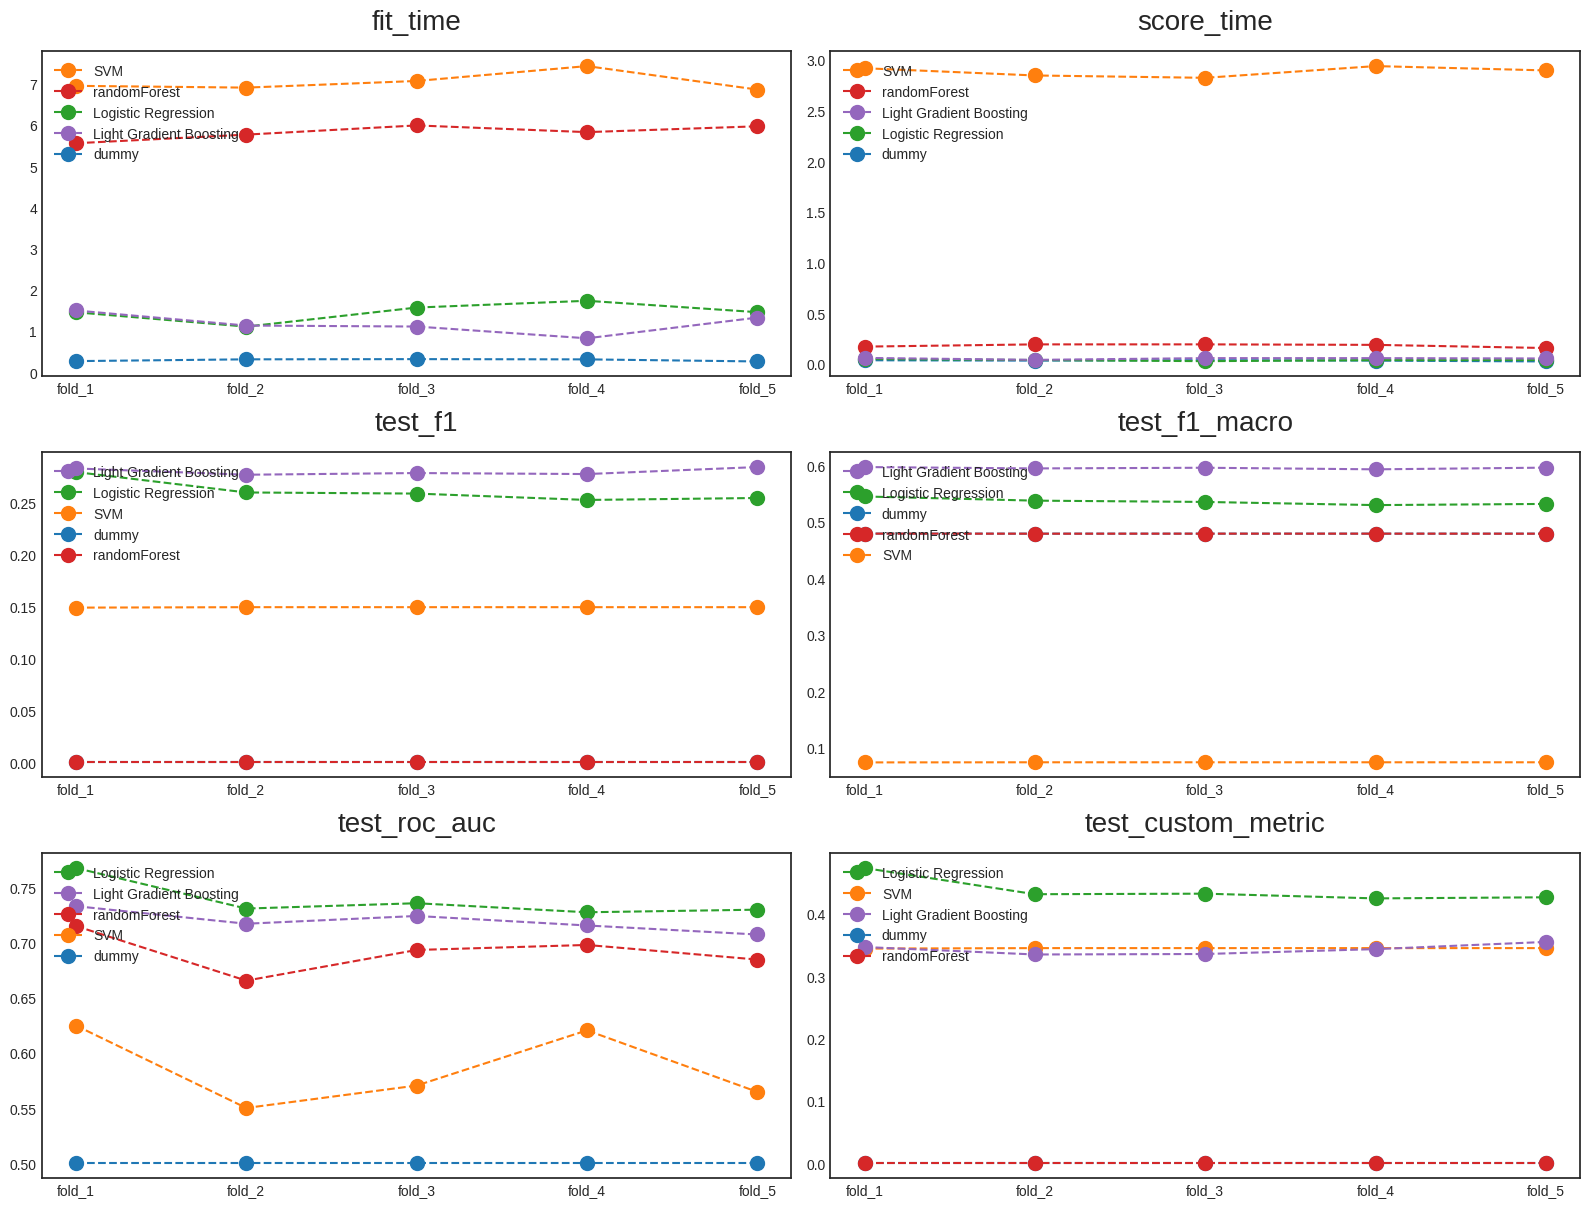 fit_time
SVM
randomForest
Logistic Regression
Light Gradient Boosting
dummy
7
6
5
4
3
2
1
0
fold_1 fold_2 fold_3 fold_4 fold_5
score_time
SVM
randomForest
Light Gradient Boosting
Logistic Regression
dummy
3.0
2.5
2.0
1.5
1.0
0.5
0.0
fold_1 fold_2 fold_3 fold_4 fold_5
test_f1
Light Gradient Boosting
Logistic Regression
SVM
dummy
randomForest
0.25
0.20
0.15
0.10
0.05
0.00
fold_1 fold_2 fold_3 fold_4 fold_5
test_f1_macro
Light Gradient Boosting
Logistic Regression
dummy
randomForest
SVM
0.6
0.5
0.4
0.3
0.2
0.1
fold_1 fold_2 fold_3 fold_4 fold_5
test_roc_auc
Logistic Regression
Light Gradient Boosting
randomForest
SVM
dummy
0.75
0.70
0.65
0.60
0.55
0.50
fold_1 fold_2 fold_3 fold_4 fold_5
test_custom_metric
Logistic Regression
SVM
Light Gradient Boosting
dummy
randomForest
0.4
0.3
0.2
0.1
0.0
fold_1 fold_2 fold_3 fold_4 fold_5